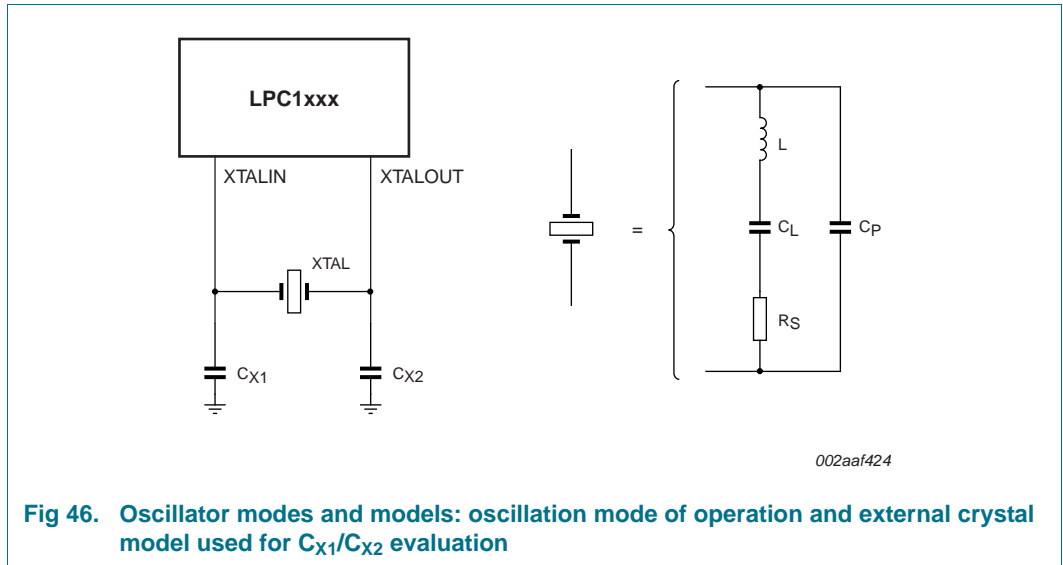 LPC1xxx
XTALIN
XTALOUT
XTAL
CX1
CX2
=
L
CL
CP
RS
002aaf424
Fig 46. Oscillator modes and models: oscillation mode of operation and external crystal
model used for CX1/CX2 evaluation